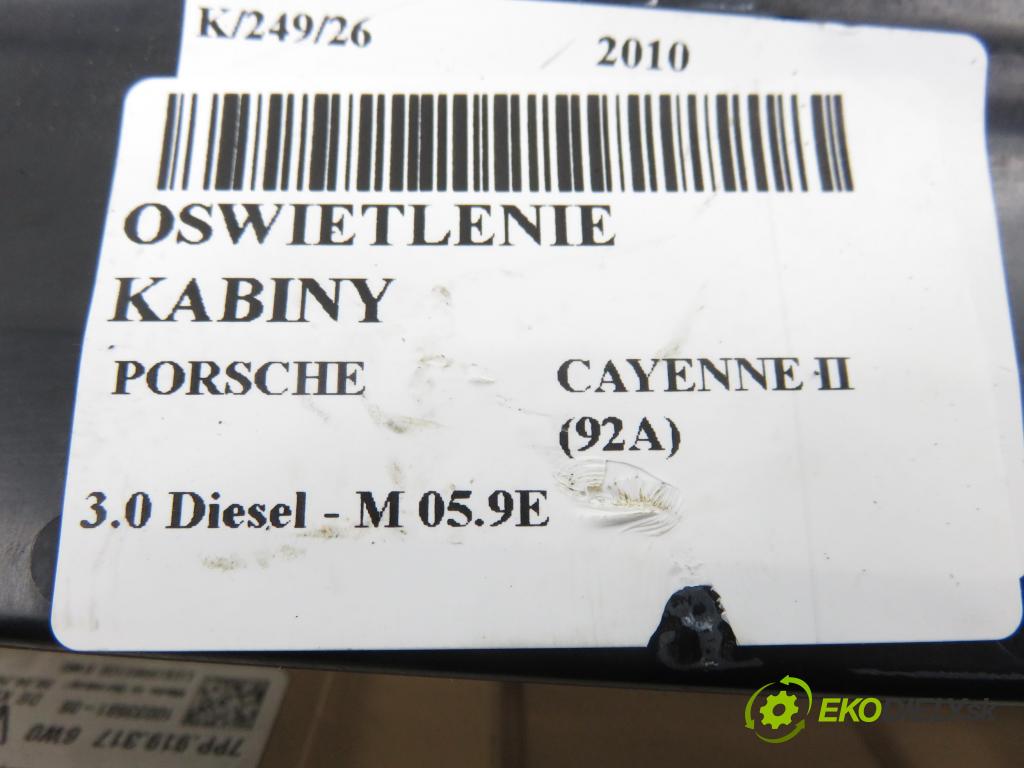 K/249/26 2010
OSWIETLENIE
KABINY
PORSCHE CAYENNE II
(92A)
3.0 Diesel - M 05.9E
7PP.919.317 6W0
EKODIELY.sk